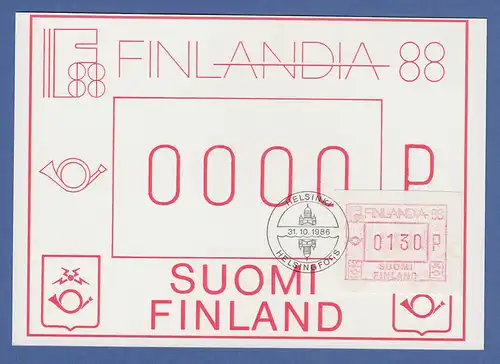 F 88 FINLANDIA 88
0000 P
HELSINKI
31.10.1986
HELSINGFORS
FINLANDIA 88
0130 P
SUOMI
FINLAND
SUOMI
FINLAND